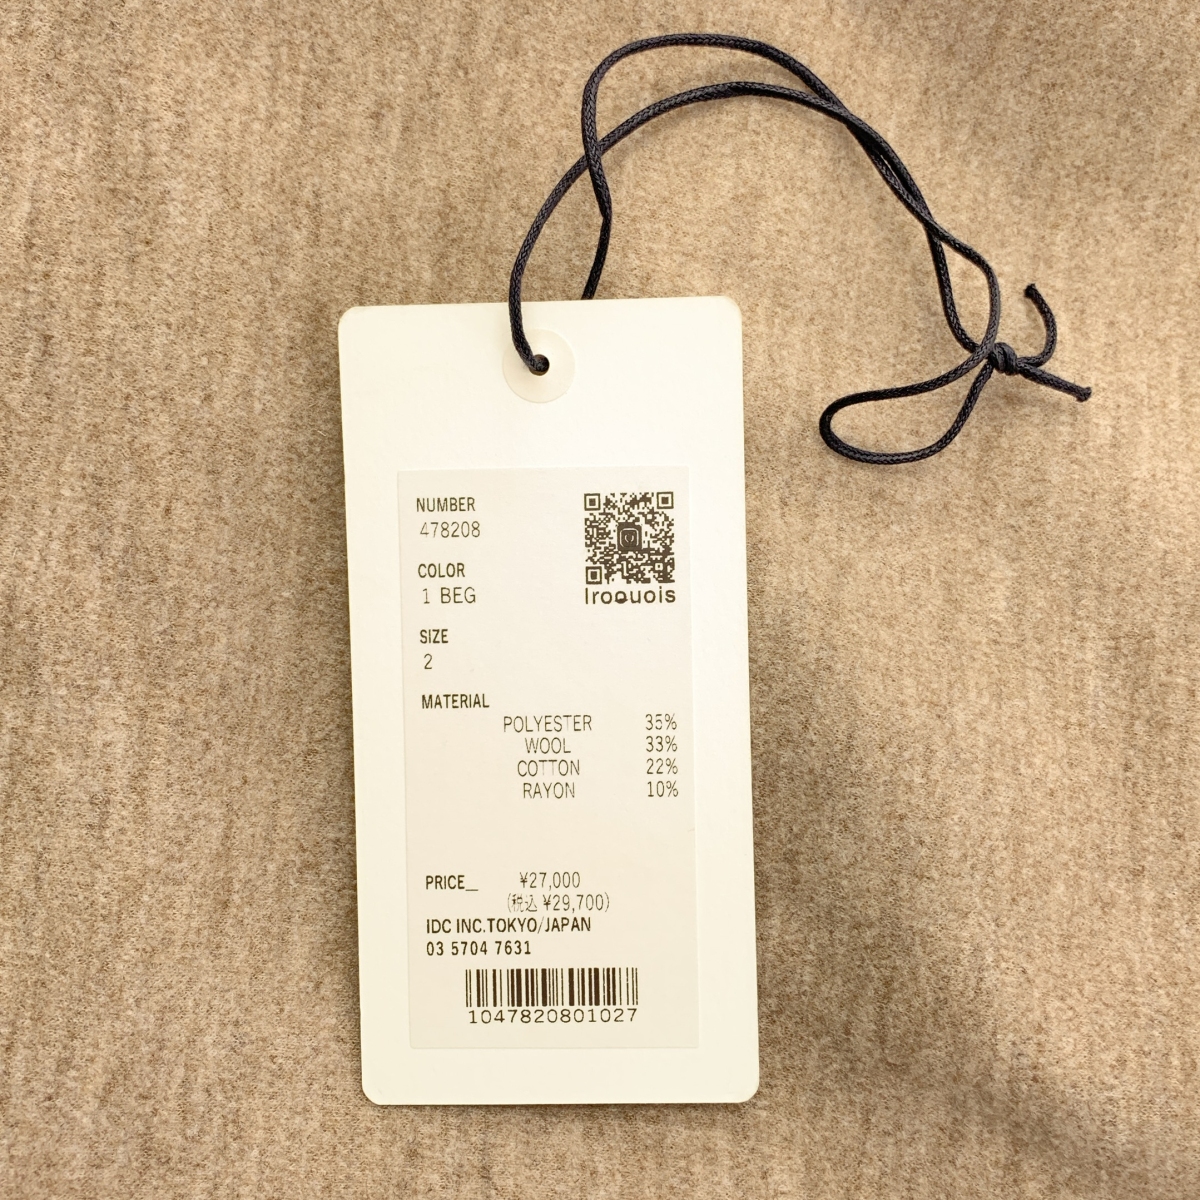 NUMBER
478208
Iroquois
COLOR
1 BEG
SIZE
2
MATERIAL
POLYESTER 35%
WOOL 33%
COTTON 22%
RAYON 10%
PRICE_ ¥27,000
(税込 ¥29,700)
IDC INC.TOKYO/JAPAN
03 5704 7631
1047820801027